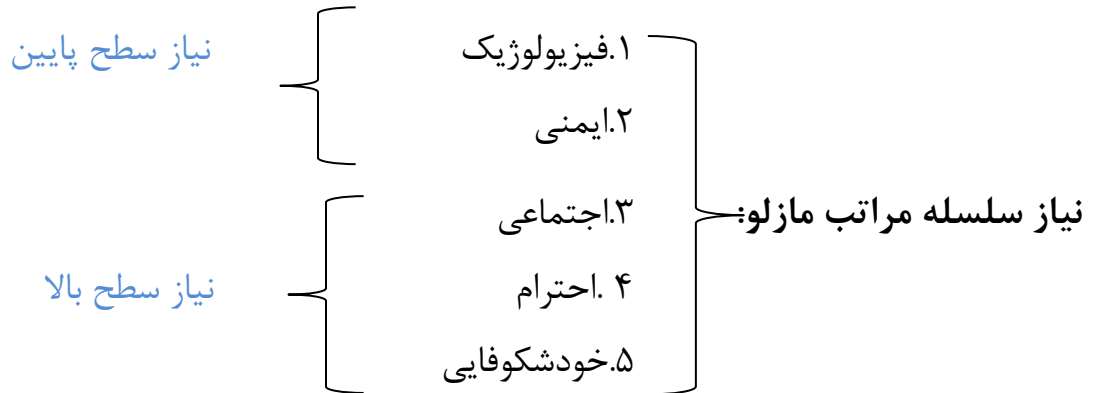 نیاز سلسله مراتب مازلو:
۱.فیزیولوژیک
۲.ایمنی
نیاز سطح پایین
۳.اجتماعی
۴ .احترام
۵.خودشکوفایی
نیاز سطح بالا